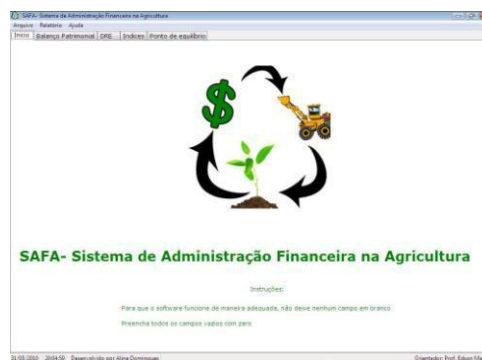 SAFA- Sistema de Administração Financeira na Agricultura
Arquivo Relatório Ajuda
Início Balanço Patrimonial DRE Índices Ponto de equilíbrio
SAFA- Sistema de Administração Financeira na Agricultura
Instruções:
Para que o software funcione de maneira adequada, não deixe nenhum campo em branco
Preencha todos os campos vazios com zero
Desenvolvido por Aline Domingues Orientador: Prof. Edson